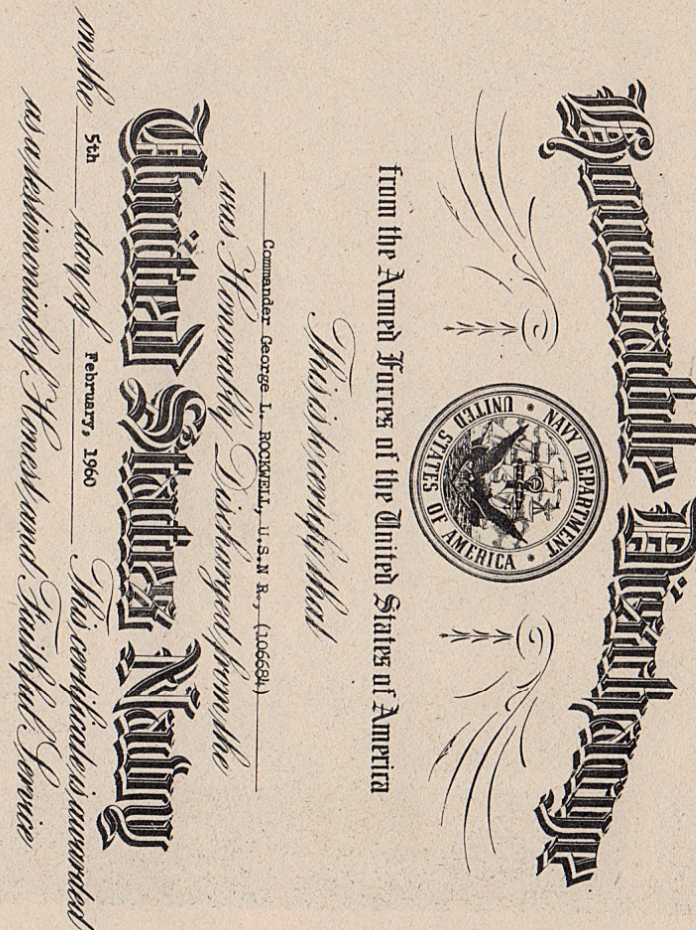 Honorable Discharge
NAVY DEPARTMENT
UNITED STATES OF AMERICA
from the Armed Forces of the United States of America
This is to certify that
Commander George L. ROCKWELL, U.S.N R., (106684)
was Honorably Discharged from the
United States Navy
on the 5th day of February, 1960 This certificate is awarded
as a testimonial of Honest and Faithful Service